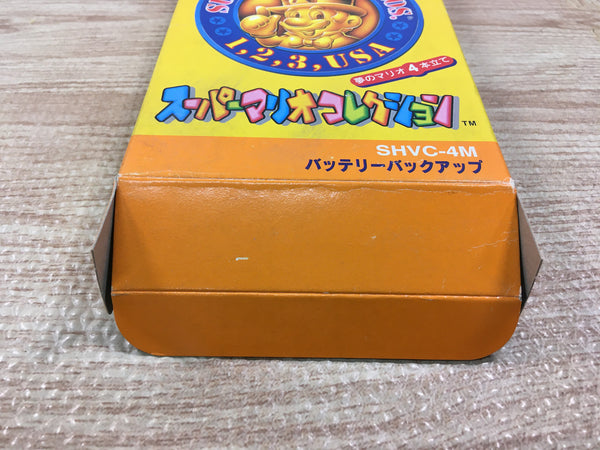 1, 2, 3, USA
夢のマリオ4本立て
スーパーマリオコレクション
TM
SHVC-4M
バッテリーバックアップ